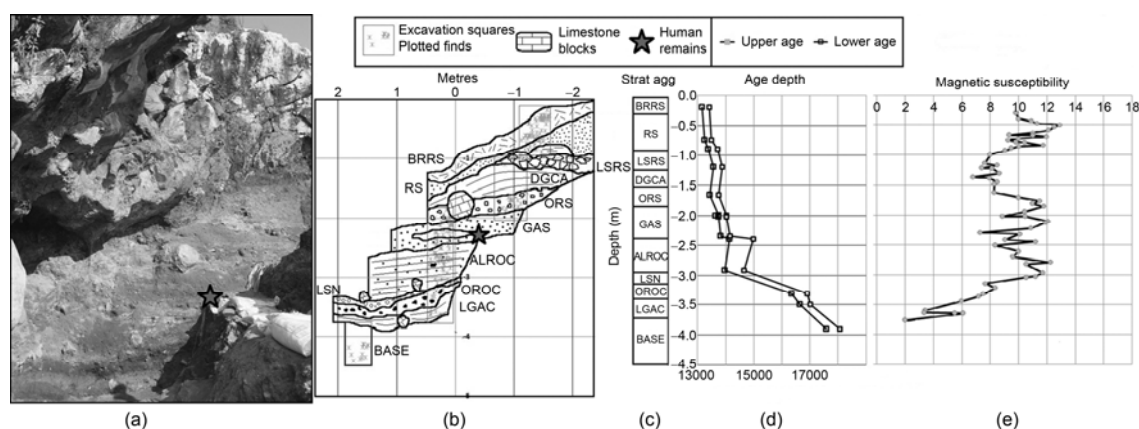 Excavation squares
Plotted finds
Limestone
blocks
Human
remains
Upper age
Lower age
Metres
Strat agg
Age depth
Magnetic susceptibility
2 1 0 -1 -2
BRRS
RS
LSRS
DGCA
ORS
GAS
ALROC
LSN
OROC
LGAC
BASE
-4
BRRS
RS
LSRS
DGCA
ORS
GAS
ALROC
LSN
OROC
LGAC
BASE
Depth (m)
0.0
-0.5
-1.0
-1.5
-2.0
-2.5
-3.0
-3.5
-4.0
-4.5
13000 15000 17000
0 2 4 6 8 10 12 14 16 18
(a) (b) (c) (d) (e)